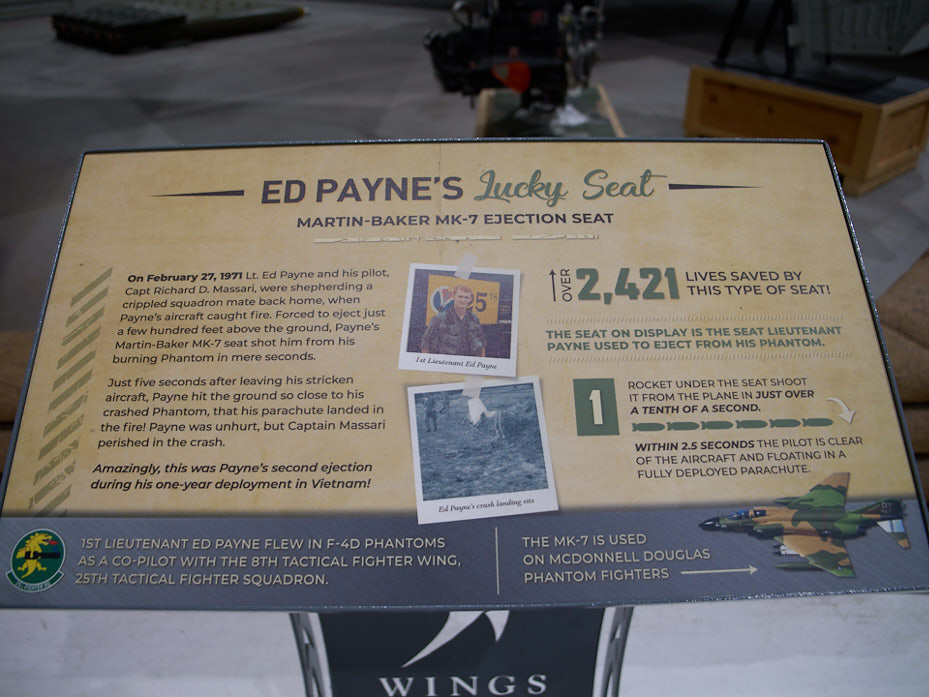 ED PAYNE'S Lucky Seat
MARTIN-BAKER MK-7 EJECTION SEAT
On February 27, 1971 Lt. Ed Payne and his pilot,
Capt Richard D. Massari, were shepherding a
crippled squadron mate back home, when
Payne's aircraft caught fire. Forced to eject just
a few hundred feet above the ground, Payne's
Martin-Baker MK-7 seat shot him from his
burning Phantom in mere seconds.
Just five seconds after leaving his stricken
aircraft, Payne hit the ground so close to his
crashed Phantom, that his parachute landed in
the fire! Payne was unhurt, but Captain Massari
perished in the crash.
Amazingly, this was Payne's second ejection
during his one-year deployment in Vietnam!
5TH
1st Lieutenant Ed Payne
Ed Payne's crash landing site
OVER 2,421 LIVES SAVED BY
THIS TYPE OF SEAT!
THE SEAT ON DISPLAY IS THE SEAT LIEUTENANT
PAYNE USED TO EJECT FROM HIS PHANTOM.
1 ROCKET UNDER THE SEAT SHOOT
IT FROM THE PLANE IN JUST OVER
A TENTH OF A SECOND.
WITHIN 2.5 SECONDS THE PILOT IS CLEAR
OF THE AIRCRAFT AND FLOATING IN A
FULLY DEPLOYED PARACHUTE.
1ST LIEUTENANT ED PAYNE FLEW IN F-4D PHANTOMS
AS A CO-PILOT WITH THE 8TH TACTICAL FIGHTER WING,
25TH TACTICAL FIGHTER SQUADRON.
THE MK-7 IS USED
ON MCDONNELL DOUGLAS
PHANTOM FIGHTERS
WINGS